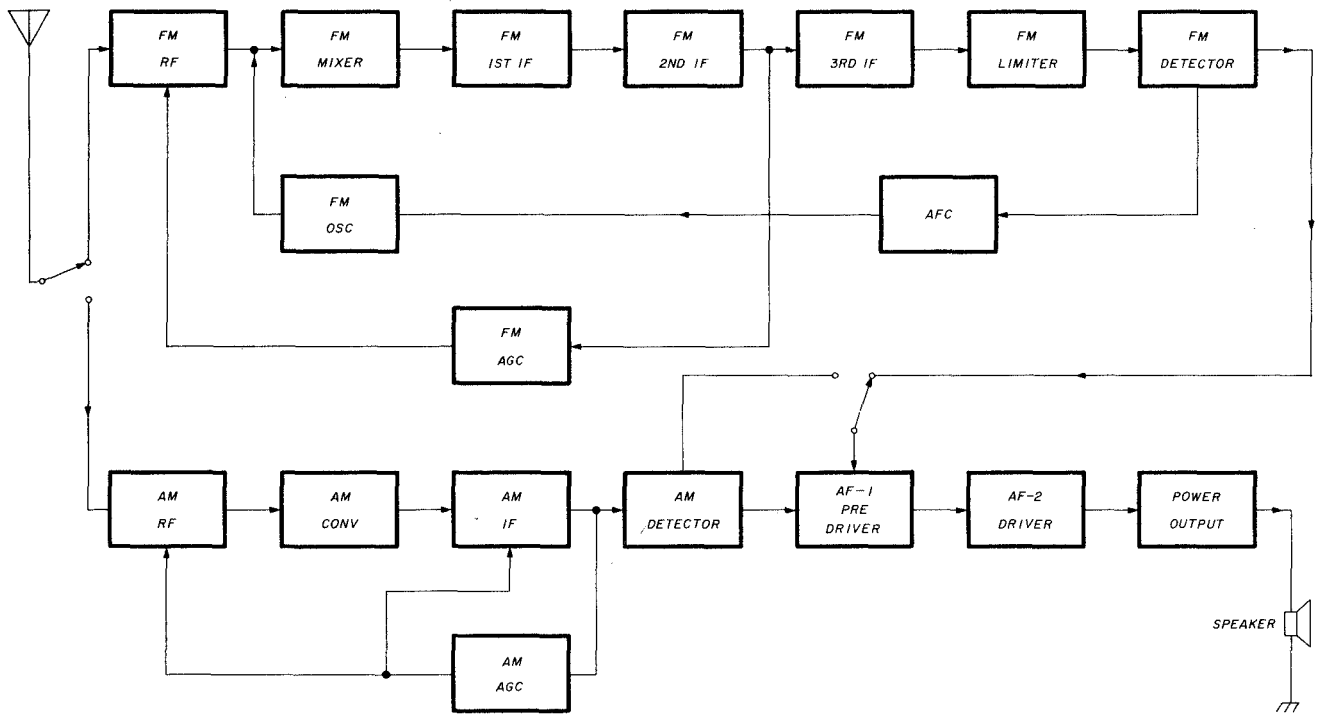 FM
RF
FM
MIXER
FM
1ST IF
FM
2ND IF
FM
3RD IF
FM
LIMITER
FM
DETECTOR
FM
OSC
AFC
FM
AGC
AM
RF
AM
CONV
AM
IF
AM
DETECTOR
AF-1
PRE
DRIVER
AF-2
DRIVER
POWER
OUTPUT
SPEAKER
AM
AGC